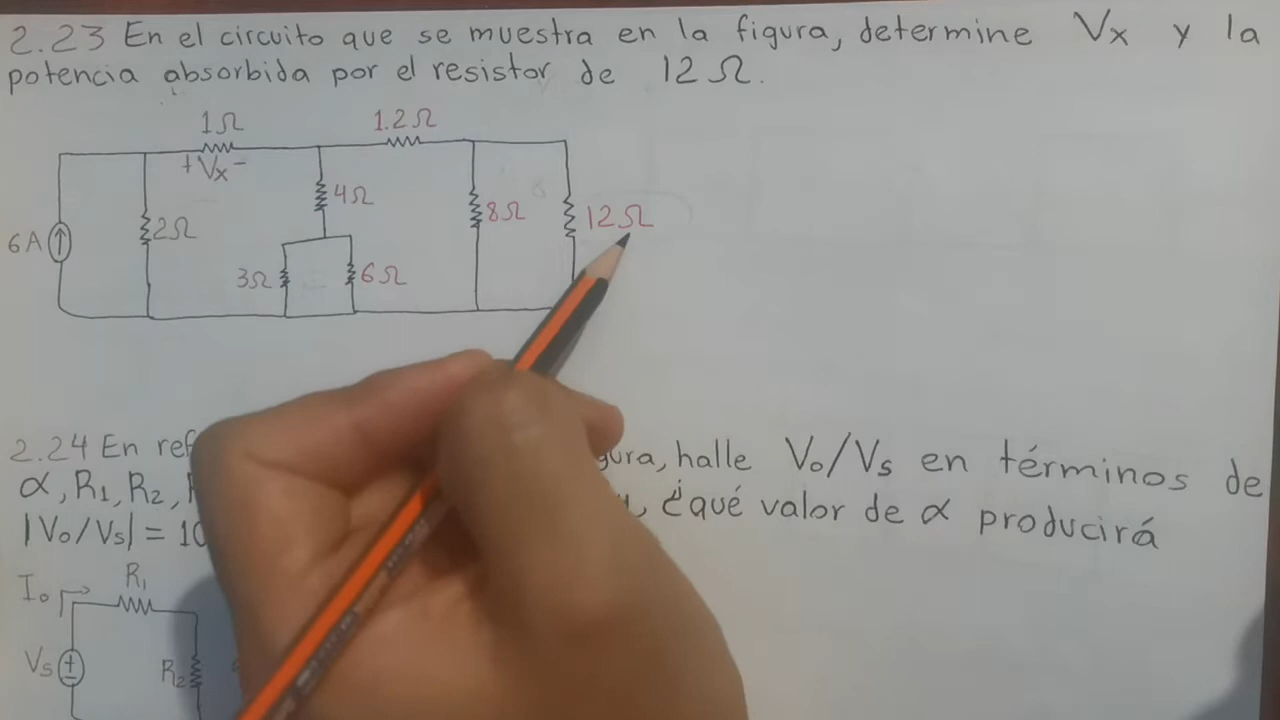 2.23 En el circuito que se muestra en la figura, determine Vx y la
potencia absorbida por el resistor de 12Ω.
1Ω 1.2Ω
+Vx-
4Ω
6A 2Ω 8Ω 12Ω
3Ω 6Ω
2.24 En gura, halle Vo/Vs en términos de
α, R1, R2, ¿qué valor de α producirá
|Vo/Vs| = 10
Io R1
Vs + - R2